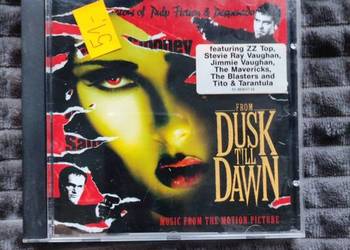 of Pulp Fiction & Desperado
51,-
featuring ZZ Top,
Stevie Ray Vaughan,
Jimmie Vaughan,
The Mavericks,
The Blasters and
Tito & Tarantula
FROM
DUSK
TILL
DAWN
MUSIC FROM THE MOTION PICTURE